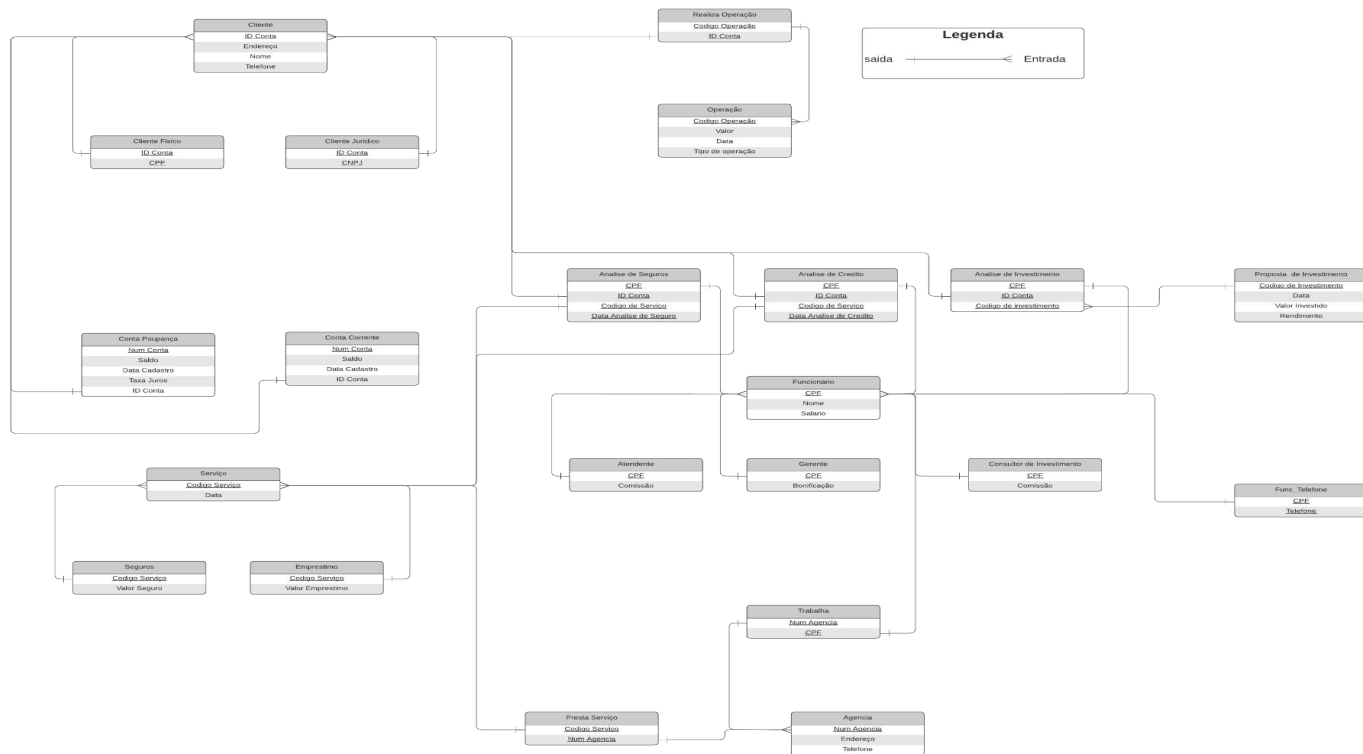 Cliente
ID Conta
Endereço
Nome
Telefone
Realiza Operação
Codigo Operação
ID Conta
Legenda
saida
Entrada
Operação
Codigo Operação
Valor
Data
Tipo de operação
Cliente Fisico
ID Conta
CPF
Cliente Juridico
ID Conta
CNPJ
Analise de Seguros
CPF
ID Conta
Codigo de Serviço
Data Analise de Seguro
Analise de Credito
CPF
ID Conta
Codigo de Serviço
Data Analise de Credito
Analise de Investimento
CPF
ID Conta
Codigo de investimento
Proposta de Investimento
Codigo de Investimento
Data
Valor Investido
Rendimento
Conta Poupança
Num Conta
Saldo
Data Cadastro
Taxa Juros
ID Conta
Conta Corrente
Num Conta
Saldo
Data Cadastro
ID Conta
Funcionario
CPF
Nome
Salario
Serviço
Codigo Serviço
Data
Atendente
CPF
Comissão
Gerente
CPF
Bonificação
Consultor de Investimento
CPF
Comissão
Func_Telefone
CPF
Telefone
Seguros
Codigo Serviço
Valor Seguro
Emprestimo
Codigo Serviço
Valor Emprestimo
Trabalha
Num Agencia
CPF
Presta Serviço
Codigo Serviço
Num Agencia
Agencia
Num Agencia
Endereço
Telefone